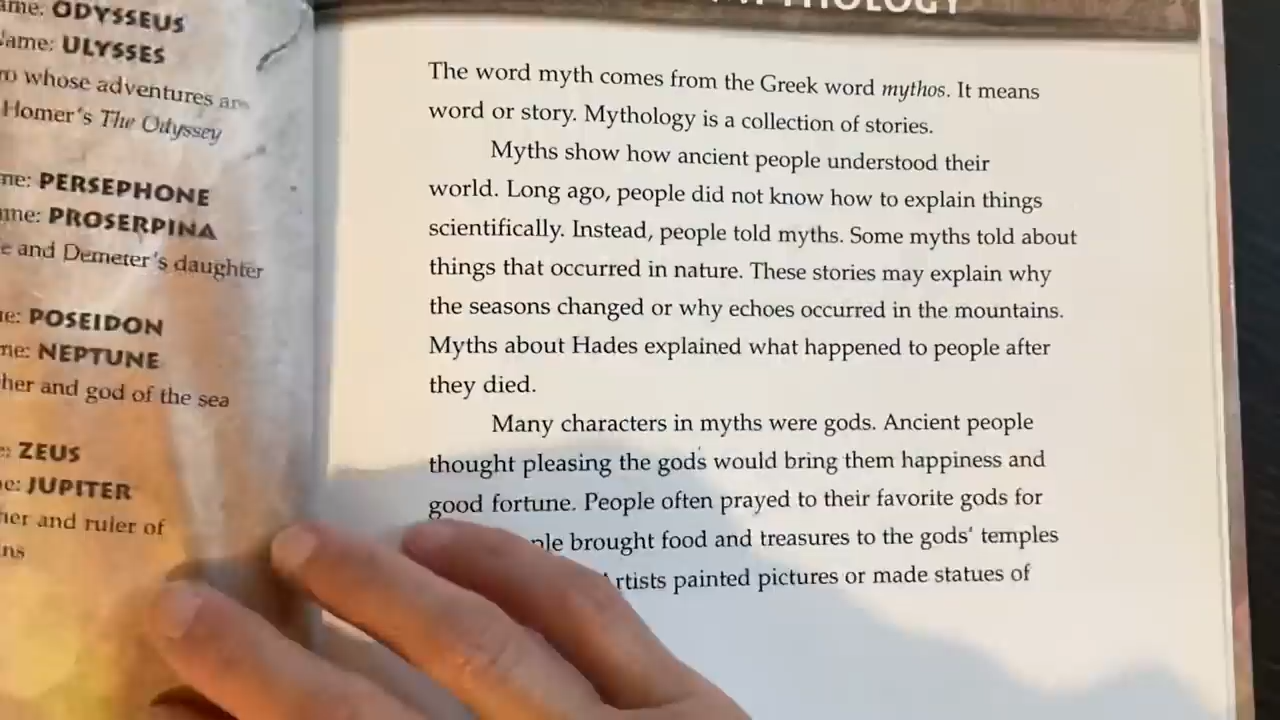 ODYSSEUS
ULYSSES
whose adventures are
Homer's The Odyssey
PERSEPHONE
PROSERPINA
and Demeter's daughter
POSEIDON
NEPTUNE
and god of the sea
ZEUS
JUPITER
and ruler of
The word myth comes from the Greek word mythos. It means
word or story. Mythology is a collection of stories.
Myths show how ancient people understood their
world. Long ago, people did not know how to explain things
scientifically. Instead, people told myths. Some myths told about
things that occurred in nature. These stories may explain why
the seasons changed or why echoes occurred in the mountains.
Myths about Hades explained what happened to people after
they died.
Many characters in myths were gods. Ancient people
thought pleasing the gods would bring them happiness and
good fortune. People often prayed to their favorite gods for
brought food and treasures to the gods' temples
Artists painted pictures or made statues of